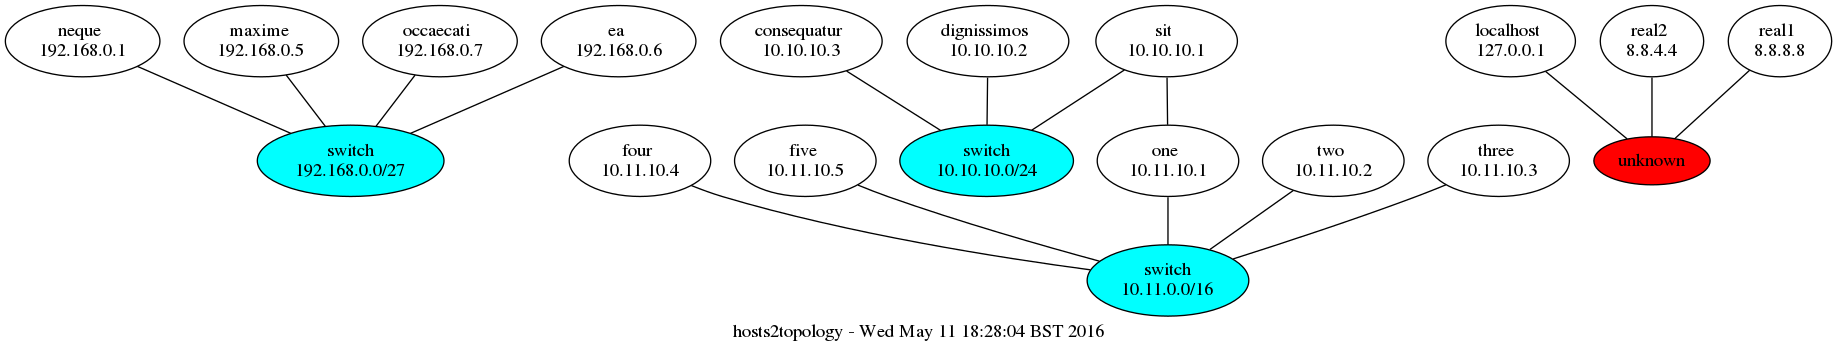 neque
192.168.0.1
maxime
192.168.0.5
occaecati
192.168.0.7
ea
192.168.0.6
consequatur
10.10.10.3
dignissimos
10.10.10.2
sit
10.10.10.1
localhost
127.0.0.1
real2
8.8.4.4
real1
8.8.8.8
switch
192.168.0.0/27
four
10.11.10.4
five
10.11.10.5
switch
10.10.10.0/24
one
10.11.10.1
two
10.11.10.2
three
10.11.10.3
unknown
switch
10.11.0.0/16
hosts2topology - Wed May 11 18:28:04 BST 2016